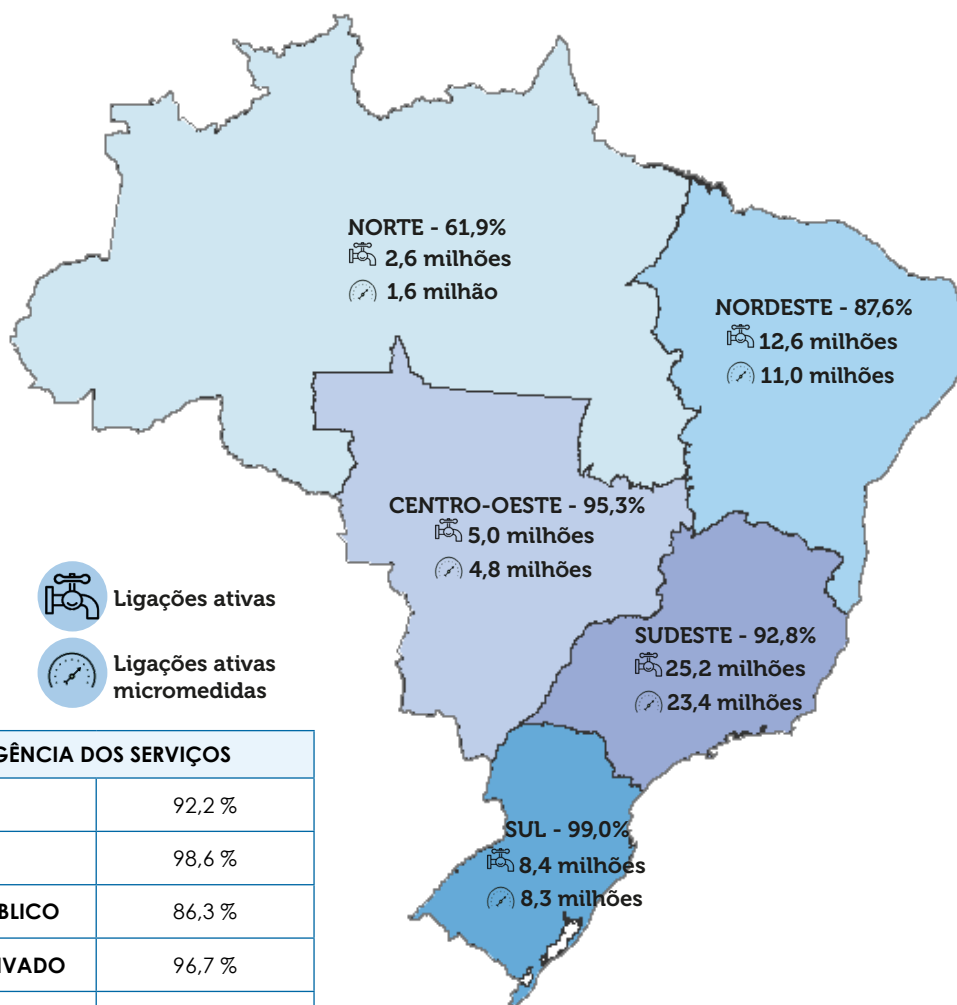 NORTE - 61,9%
2,6 milhões
1,6 milhão
NORDESTE - 87,6%
12,6 milhões
11,0 milhões
CENTRO-OESTE - 95,3%
5,0 milhões
4,8 milhões
Ligações ativas
Ligações ativas
micromedidas
SUDESTE - 92,8%
25,2 milhões
23,4 milhões
SUL - 99,0%
8,4 milhões
8,3 milhões
GÊNCIA DOS SERVIÇOS
92,2 %
98,6 %
BLICO 86,3 %
IVADO 96,7 %